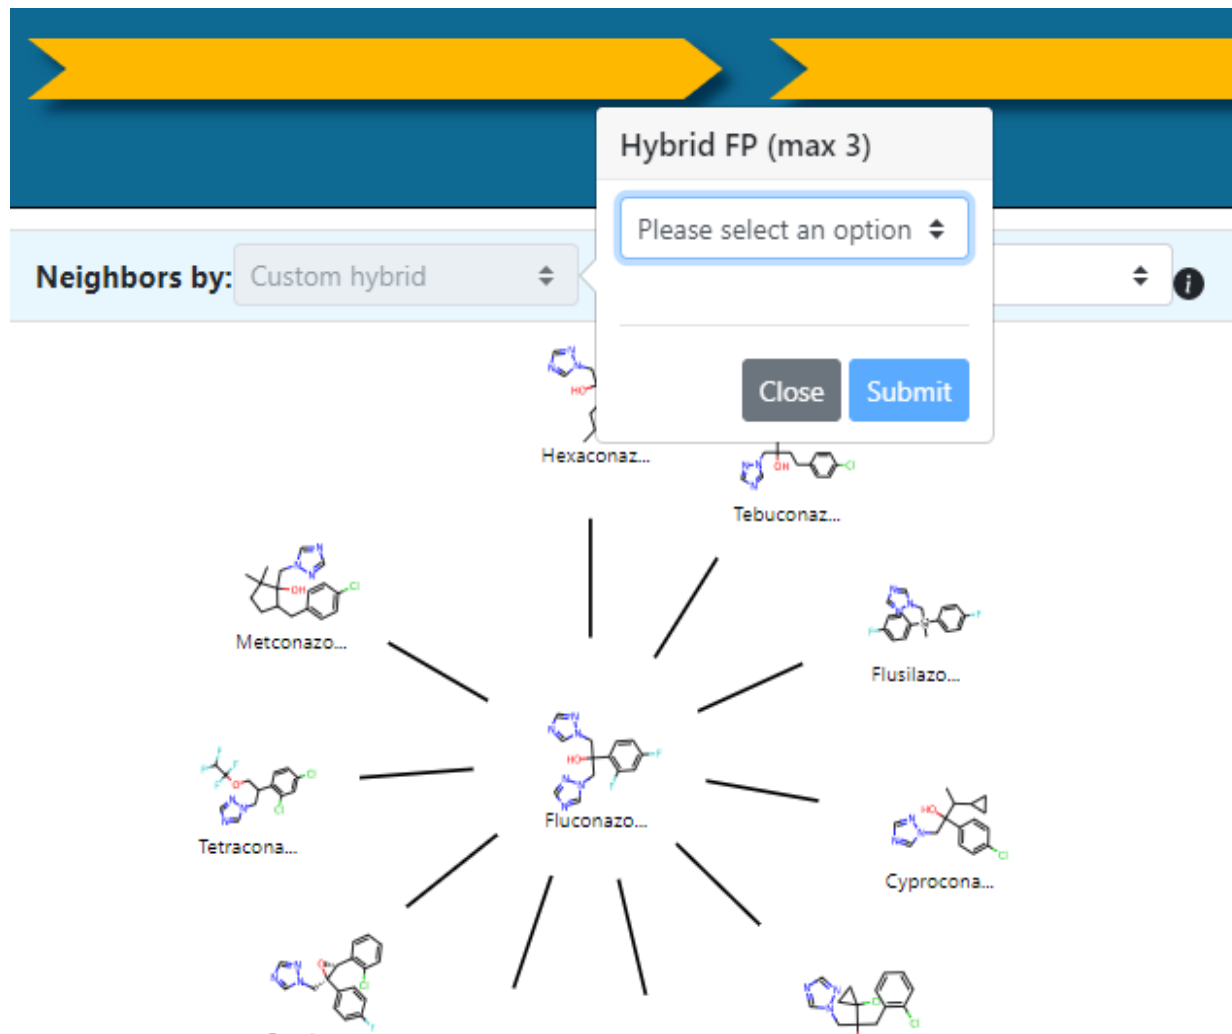 Hybrid FP (max 3)
Please select an option
Neighbors by:
Custom hybrid
Close
Submit
Hexaconaz...
Tebuconaz...
Metconazo...
Flusilazo...
Fluconazo...
Tetracona...
Cyprocona...